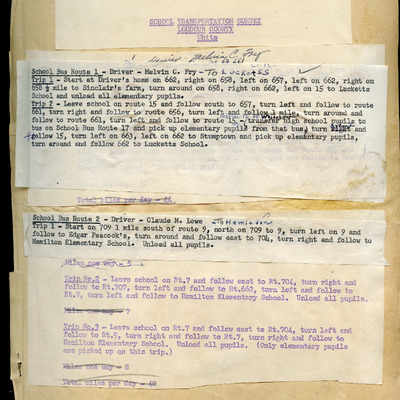 SCHOOL TRANSPORTATION SURVEY
LOUDOUN COUNTY
White
Melvin C. Fry
School Bus Route 1 - Driver - Melvin C. Fry - To LUCKETTS
Trip 1 - Start at Driver's home on 662, right on 658, left on 657, left on 662, right on
658 ½ mile to Sinclair's farm, turn around on 658, right on 662, left on 15 to Lucketts
School and unload all elementary pupils.
Trip 2 - Leave school on route 15 and follow south to 657, turn left and follow to route
661, turn right and follow to route 656, turn left and follow 1 mile, turn around and
follow to route 661, turn left and follow to route 15, - transfer high school pupils to
bus on School Bus Route 17 and pick up elementary pupils from that bus, turn and
follow 15, turn left on 663, left on 662 to Stumptown and pick up elementary pupils,
turn around and follow 662 to Lucketts School.
Total miles per day - 44
School Bus Route 2 - Driver - Claude M. Lowe - To Hamilton
Trip 1 - Start on 709 1 mile south of route 9, north on 709 to 9, turn left on 9 and
follow to Edgar Peacock's, turn around and follow east to 704, turn right and follow to
Hamilton Elementary School. Unload all pupils.
Miles one way - 5
Trip No.2 - Leave school on Rt.7 and follow east to Rt.704, turn right and
follow to Rt.707, turn left and follow to Rt.662, turn left and follow to
Rt.7, turn left and follow to Hamilton Elementary School. Unload all pupils.
Miles one way - 7
Trip No.3 - Leave school on Rt.7 and follow east to Rt.704, turn left and
follow to Rt.9, turn right and follow to Rt.7, turn right and follow to
Hamilton Elementary School. Unload all pupils. (Only elementary pupils
are picked up on this trip.)
Miles one way - 8
Total miles per day - 40